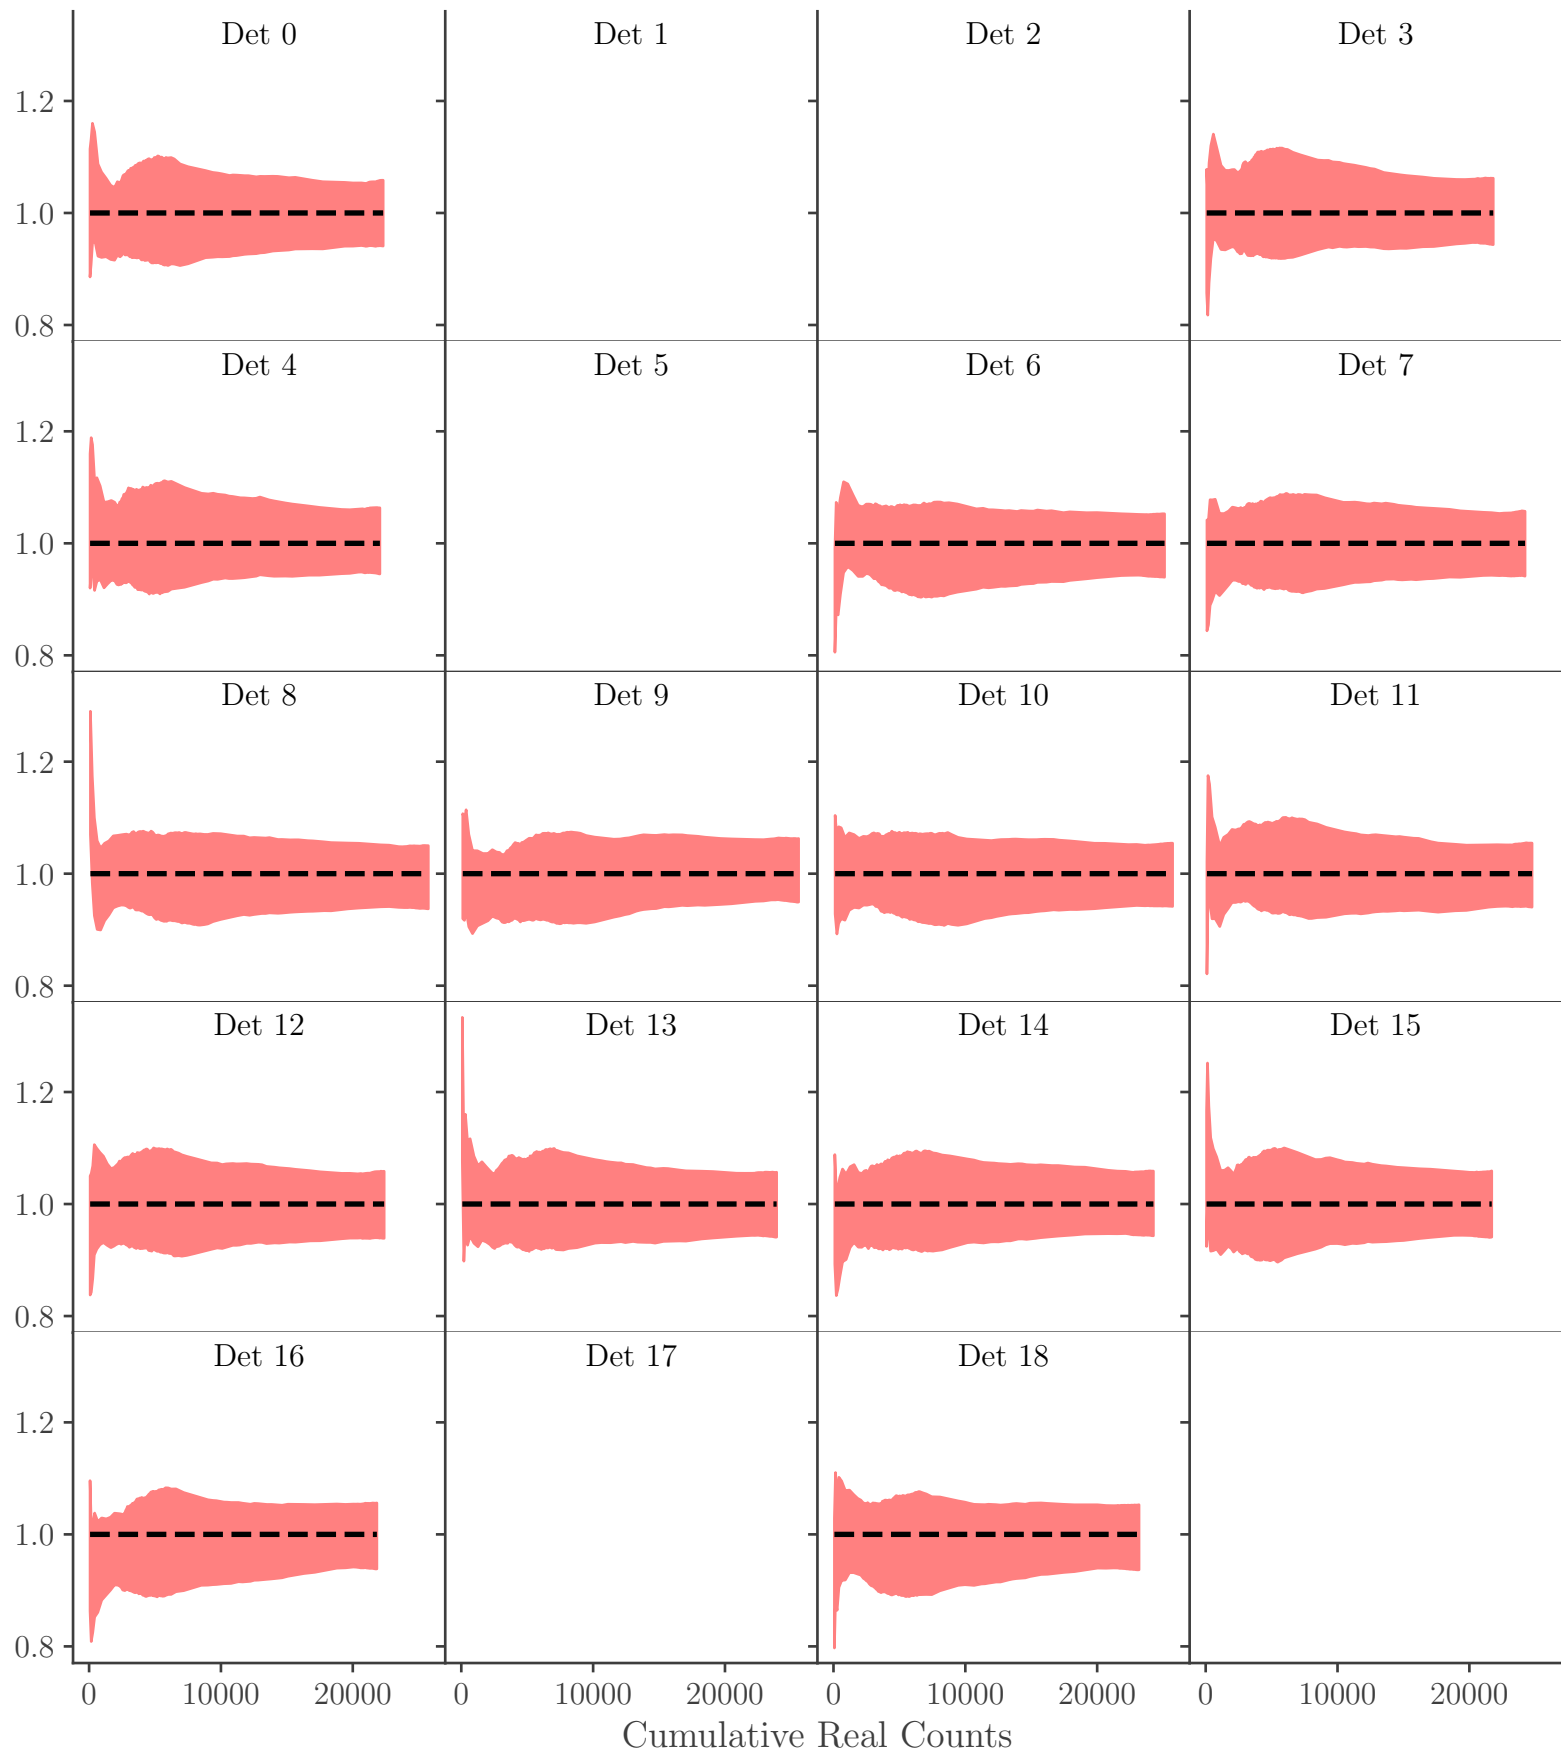 Det 0 Det 1 Det 2 Det 3
1.2
1.0
0.8
Det 4 Det 5 Det 6 Det 7
1.2
1.0
0.8
Det 8 Det 9 Det 10 Det 11
1.2
1.0
0.8
Det 12 Det 13 Det 14 Det 15
1.2
1.0
0.8
Det 16 Det 17 Det 18
1.2
1.0
0.8
0 10000 20000 0 10000 20000 0 10000 20000 0 10000 20000
Cumulative Real Counts